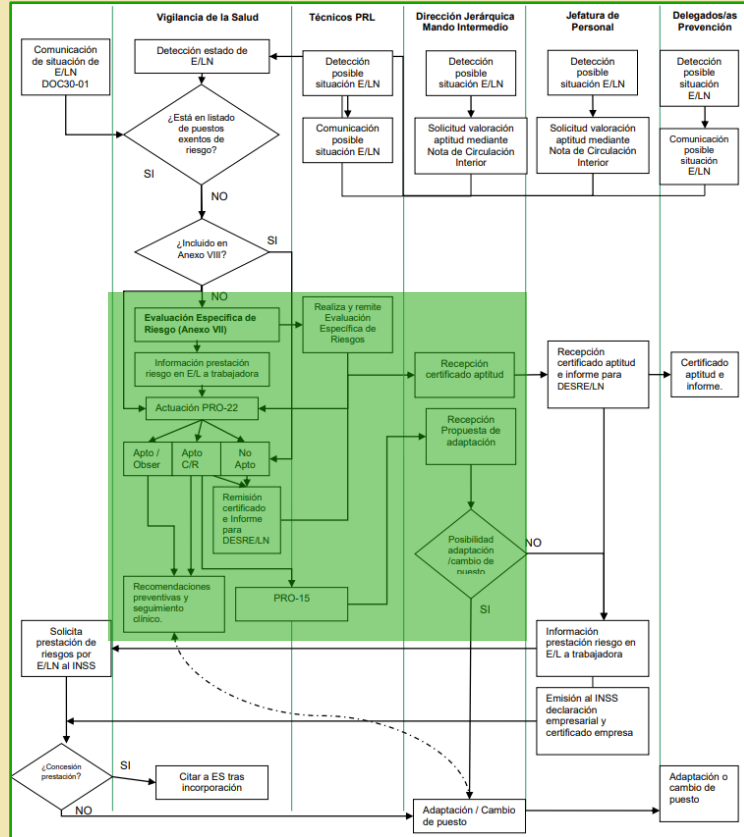 Vigilancia de la Salud
Técnicos PRL
Dirección Jerárquica
Mando Intermedio
Jefatura de
Personal
Delegados/as
Prevención
Comunicación
de situación de
E/LN
DOC30-01
Detección estado de
E/LN
Detección
posible
situación E/LN
Detección
posible
situación E/LN
Detección
posible
situación E/LN
Detección
posible
situación
E/LN
¿Está en listado
de puestos
exentos de
riesgo?
Comunicación
posible
situación E/LN
Solicitud valoración
aptitud mediante
Nota de Circulación
Interior
Solicitud valoración
aptitud mediante
Nota de Circulación
Interior
Comunicación
posible
situación
E/LN
SI
NO
¿Incluido en
Anexo VIII?
SI
NO
Evaluación Específica de
Riesgo (Anexo VII)
Realiza y remite
Evaluación
Específica de
Riesgos
Información prestación
riesgo en E/L a trabajadora
Recepción
certificado aptitud
Recepción
certificado aptitud
e informe para
DESRE/LN
Certificado
aptitud e
informe.
Actuación PRO-22
Recepción
Propuesta de
adaptación
Apto /
Obser
Apto
C/R
No
Apto
Remisión
certificado
e Informe
para
DESRE/LN
Posibilidad
adaptación
/cambio de
puesto
NO
Recomendaciones
preventivas y
seguimiento
clínico.
PRO-15
SI
Solicita
prestación de
riesgos por
E/LN al INSS
Información
prestación riesgo en
E/L a trabajadora
Emisión al INSS
declaración
empresarial y
certificado empresa
¿Concesión
prestación?
SI
Citar a ES tras
incorporación
NO
Adaptación / Cambio
de puesto
Adaptación o
cambio de
puesto